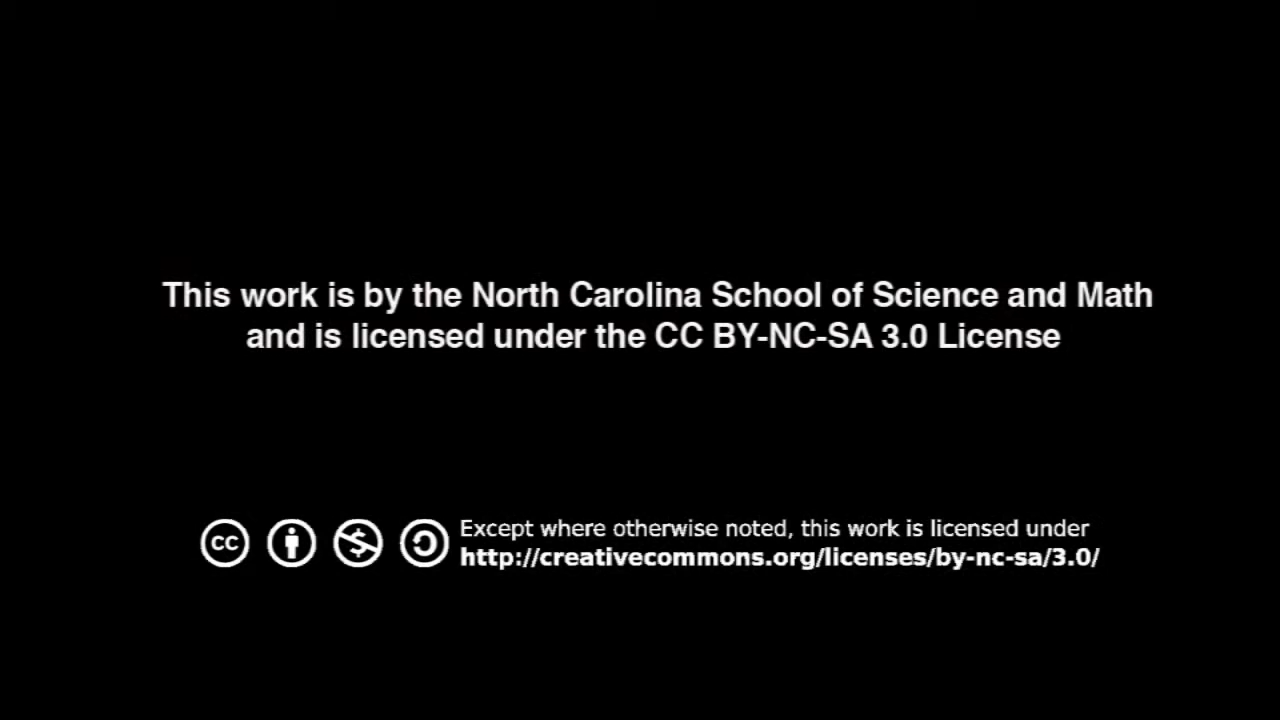 This work is by the North Carolina School of Science and Math
and is licensed under the CC BY-NC-SA 3.0 License
cc
Except where otherwise noted, this work is licensed under
http://creativecommons.org/licenses/by-nc-sa/3.0/